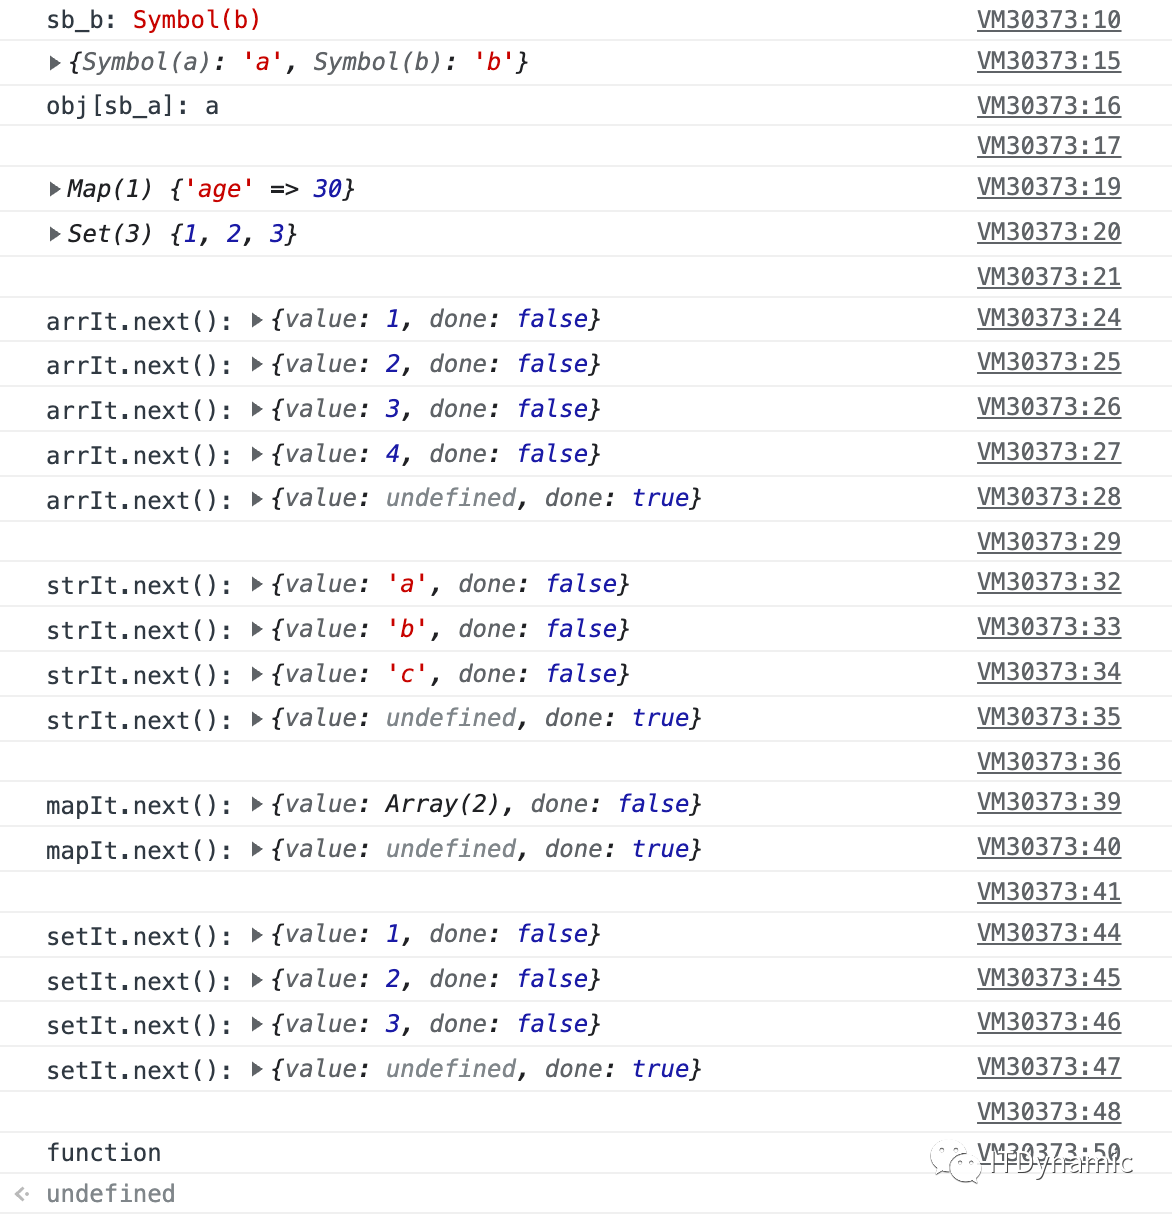 sb_b: Symbol(b) VM30373:10
{Symbol(a): 'a', Symbol(b): 'b'} VM30373:15
obj[sb_a]: a VM30373:16
VM30373:17
Map(1) {'age' => 30} VM30373:19
Set(3) {1, 2, 3} VM30373:20
VM30373:21
arrIt.next(): {value: 1, done: false} VM30373:24
arrIt.next(): {value: 2, done: false} VM30373:25
arrIt.next(): {value: 3, done: false} VM30373:26
arrIt.next(): {value: 4, done: false} VM30373:27
arrIt.next(): {value: undefined, done: true} VM30373:28
VM30373:29
strIt.next(): {value: 'a', done: false} VM30373:32
strIt.next(): {value: 'b', done: false} VM30373:33
strIt.next(): {value: 'c', done: false} VM30373:34
strIt.next(): {value: undefined, done: true} VM30373:35
VM30373:36
mapIt.next(): {value: Array(2), done: false} VM30373:39
mapIt.next(): {value: undefined, done: true} VM30373:40
VM30373:41
setIt.next(): {value: 1, done: false} VM30373:44
setIt.next(): {value: 2, done: false} VM30373:45
setIt.next(): {value: 3, done: false} VM30373:46
setIt.next(): {value: undefined, done: true} VM30373:47
VM30373:48
function VM30373:50
ITDynamic
undefined